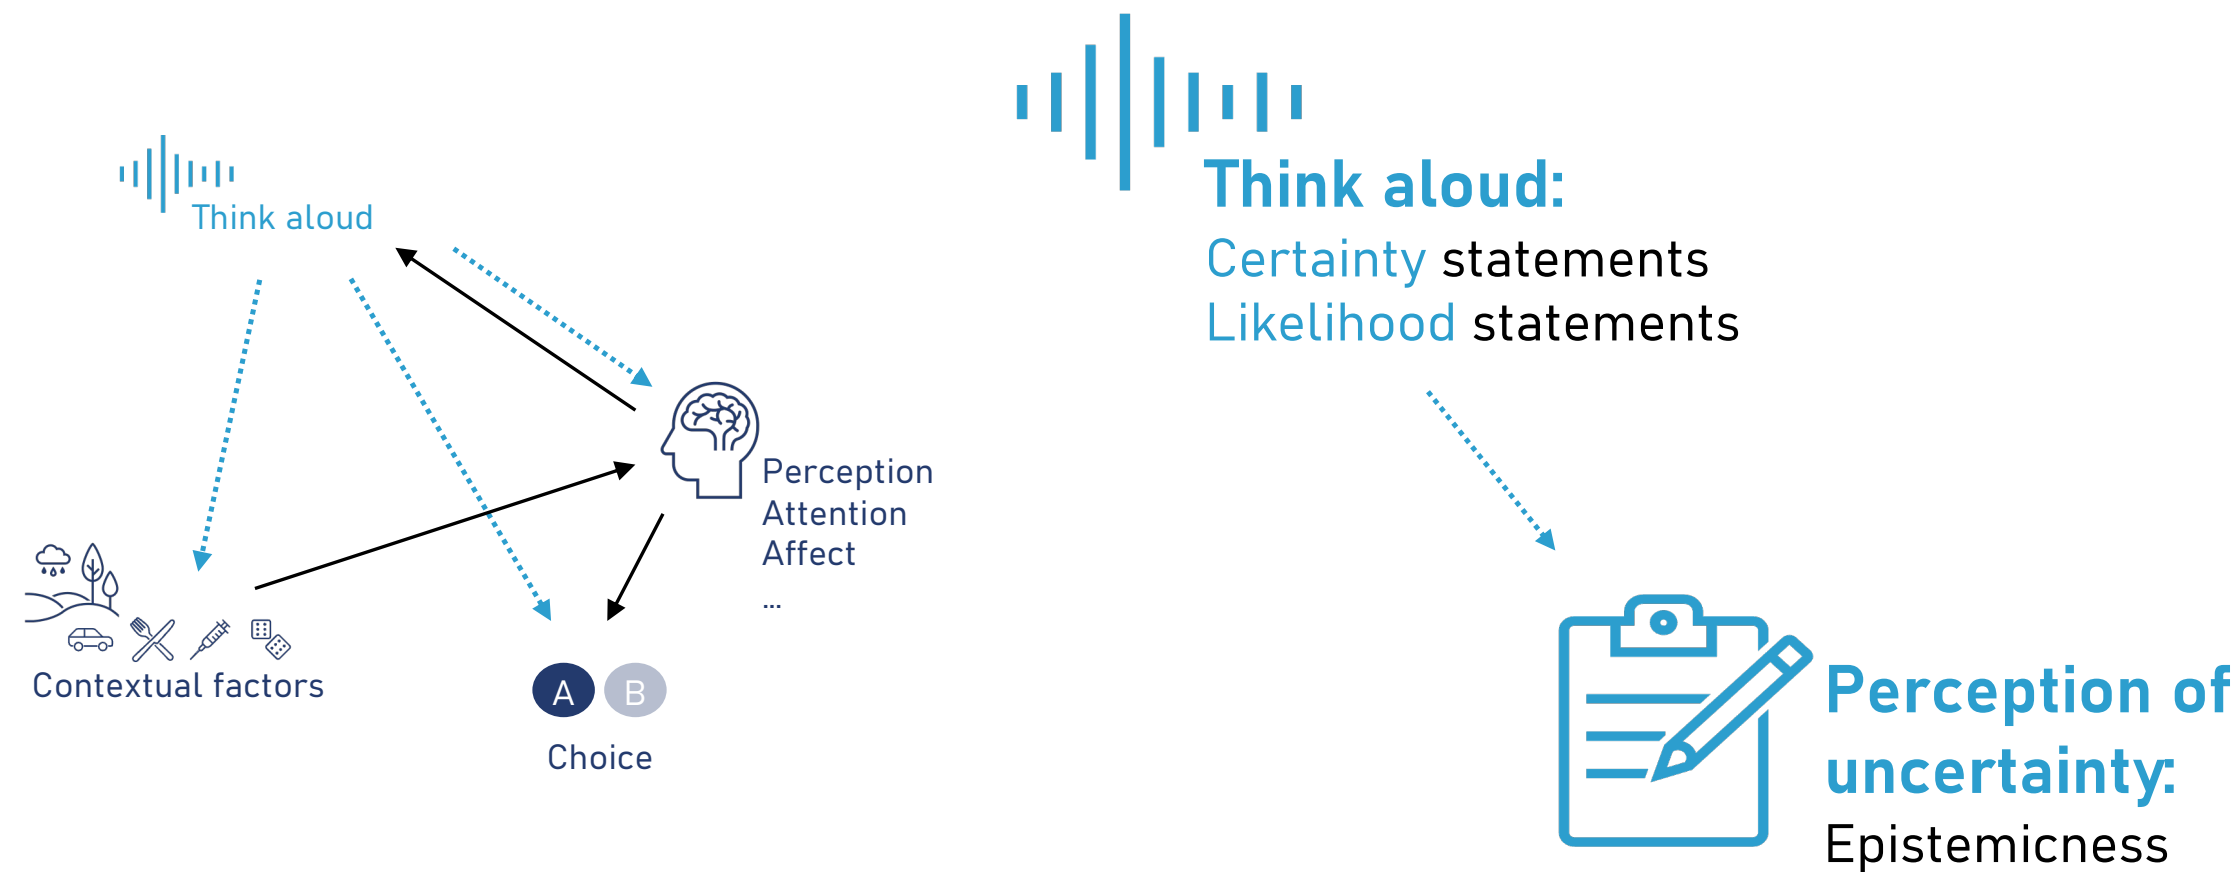 Think aloud
Perception
Attention
Affect
...
Contextual factors
A B
Choice
Think aloud:
Certainty statements
Likelihood statements
Perception of
uncertainty:
Epistemicness